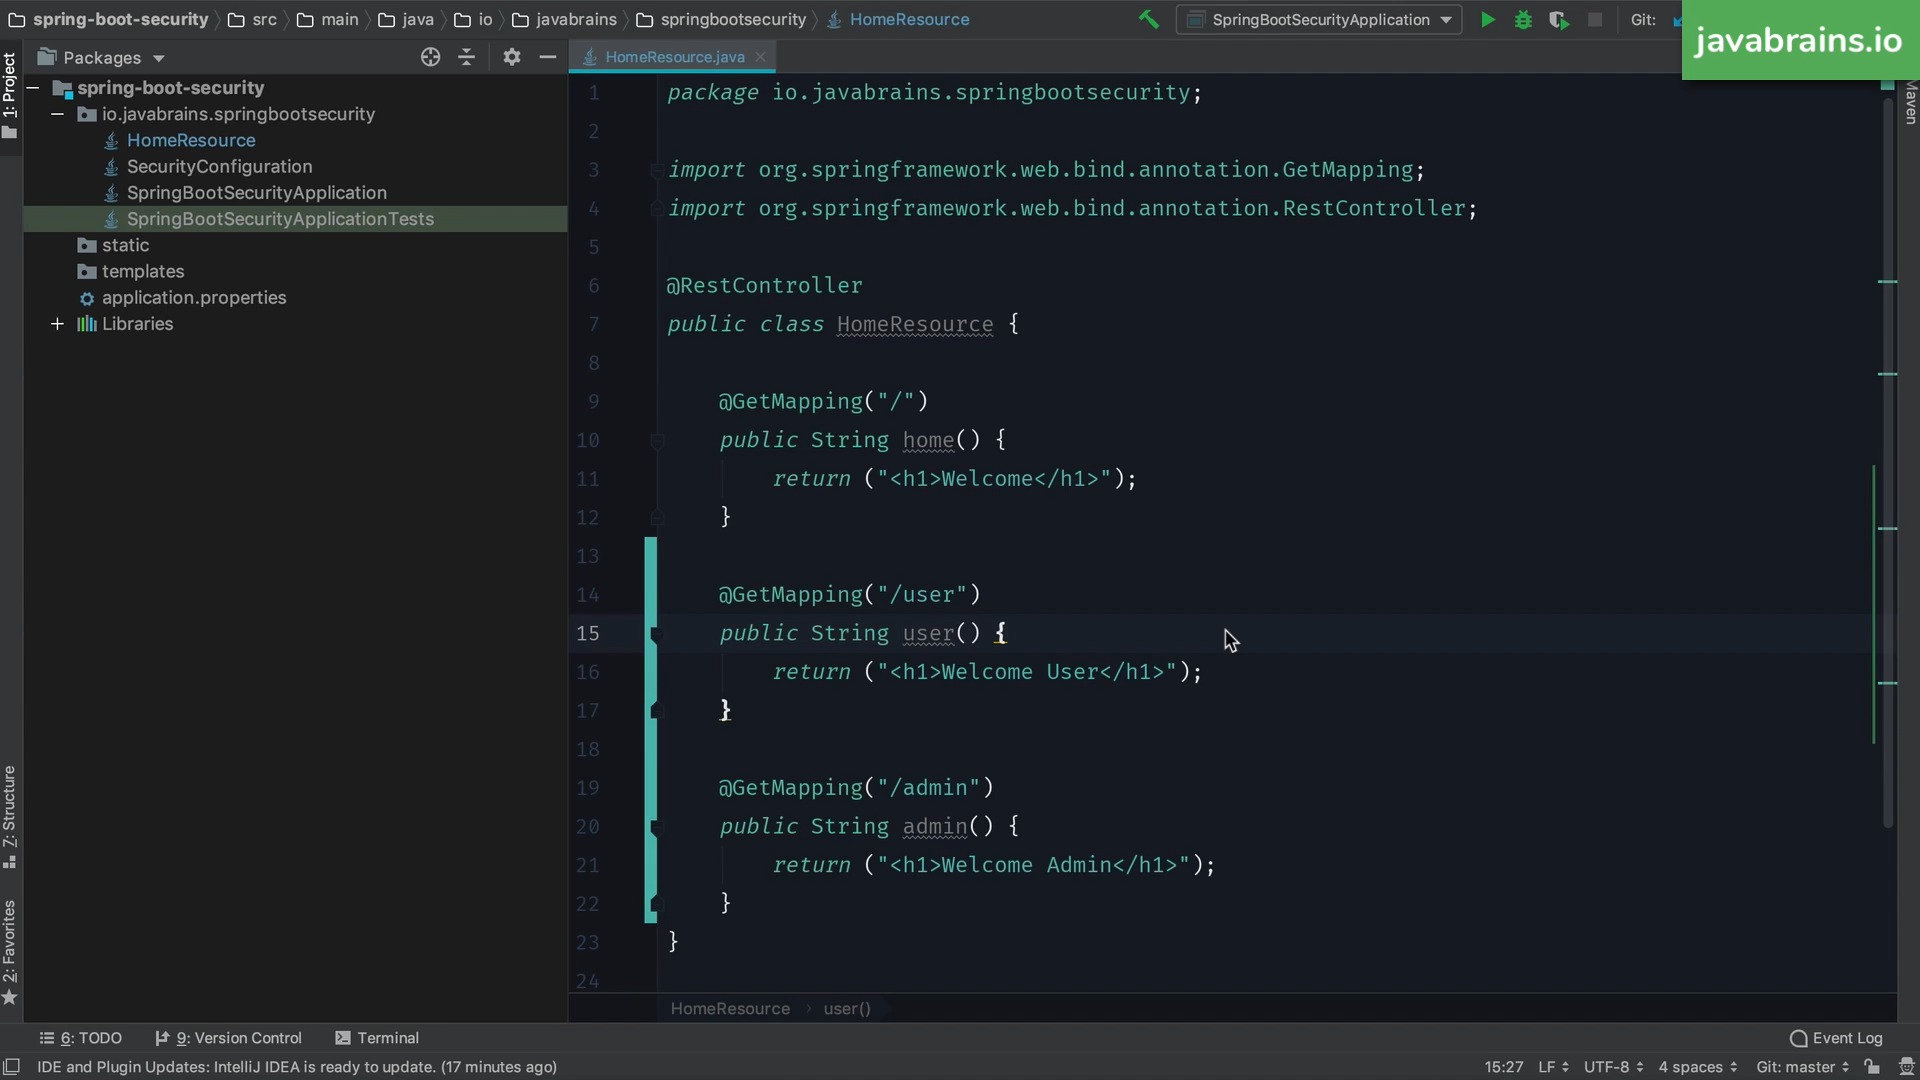 spring-boot-security src main java io javabrains springbootsecurity HomeResource SpringBootSecurityApplication Git:
javabrains.io
1: Project
Packages
HomeResource.java
Maven
spring-boot-security
io.javabrains.springbootsecurity
HomeResource
SecurityConfiguration
SpringBootSecurityApplication
SpringBootSecurityApplicationTests
static
templates
application.properties
Libraries
1 package io.javabrains.springbootsecurity;
2
3 import org.springframework.web.bind.annotation.GetMapping;
4 import org.springframework.web.bind.annotation.RestController;
5
6 @RestController
7 public class HomeResource {
8
9 @GetMapping("/")
10 public String home() {
11 return ("<h1>Welcome</h1>");
12 }
13
14 @GetMapping("/user")
15 public String user() {
16 return ("<h1>Welcome User</h1>");
17 }
18
19 @GetMapping("/admin")
20 public String admin() {
21 return ("<h1>Welcome Admin</h1>");
22 }
23 }
24
Z: Structure
2: Favorites
HomeResource › user()
6: TODO 9: Version Control Terminal Event Log
IDE and Plugin Updates: IntelliJ IDEA is ready to update. (17 minutes ago) 15:27 LF UTF-8 4 spaces Git: master